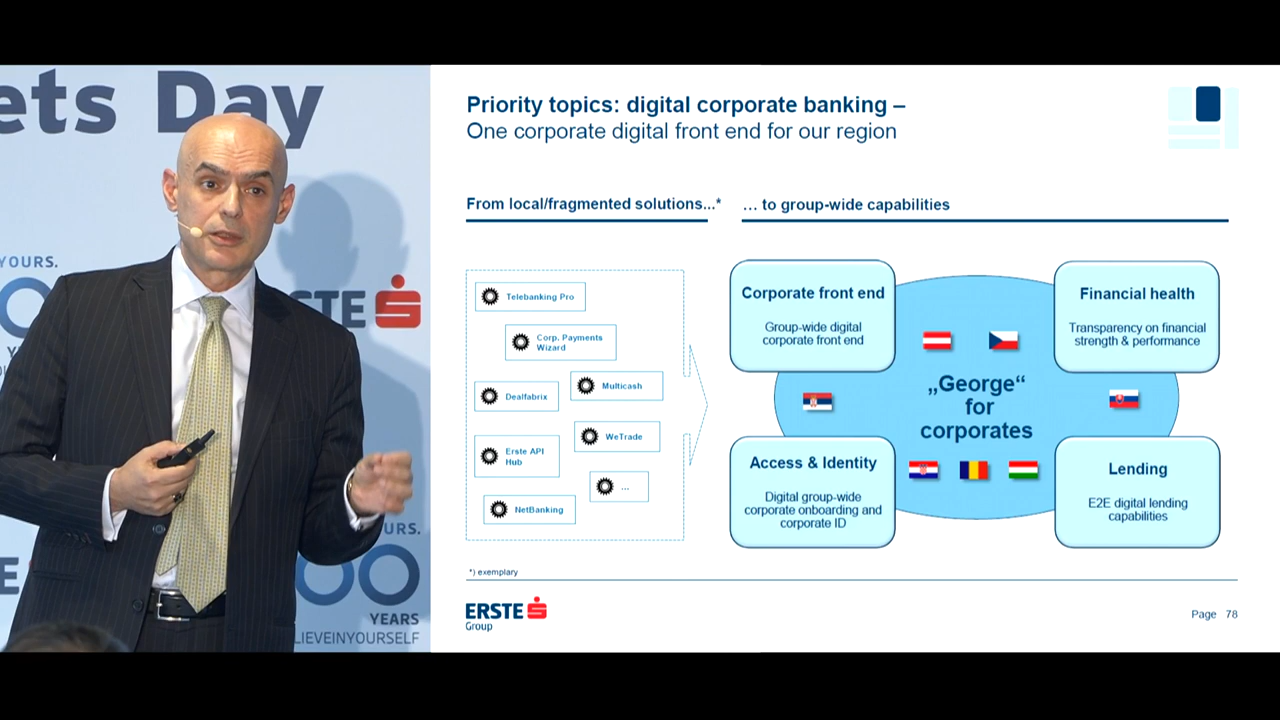 ets Day
YOURS.
STE
URS.
E
YEARS
LIEVEINYOURSELF
Priority topics: digital corporate banking –
One corporate digital front end for our region
From local/fragmented solutions...*
… to group-wide capabilities
Telebanking Pro
Corp. Payments
Wizard
Dealfabrix
Multicash
WeTrade
Erste API
Hub
...
NetBanking
Corporate front end
Group-wide digital
corporate front end
Financial health
Transparency on financial
strength & performance
„George“
for
corporates
Access & Identity
Digital group-wide
corporate onboarding and
corporate ID
Lending
E2E digital lending
capabilities
*) exemplary
ERSTE
Group
Page 78